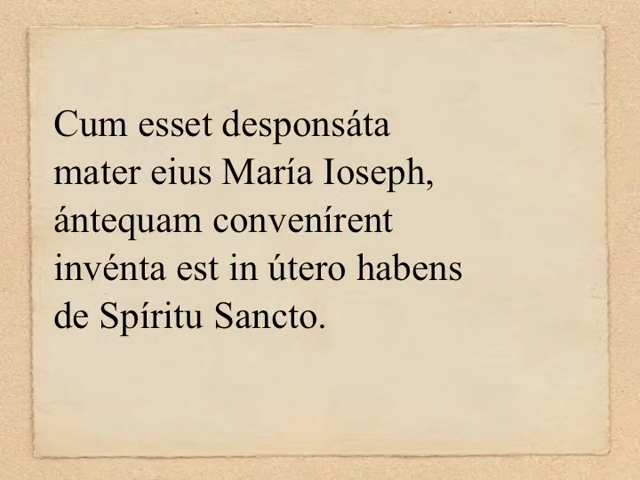 Cum esset desponsáta
mater eius María Ioseph,
ántequam convenírent
invénta est in útero habens
de Spíritu Sancto.